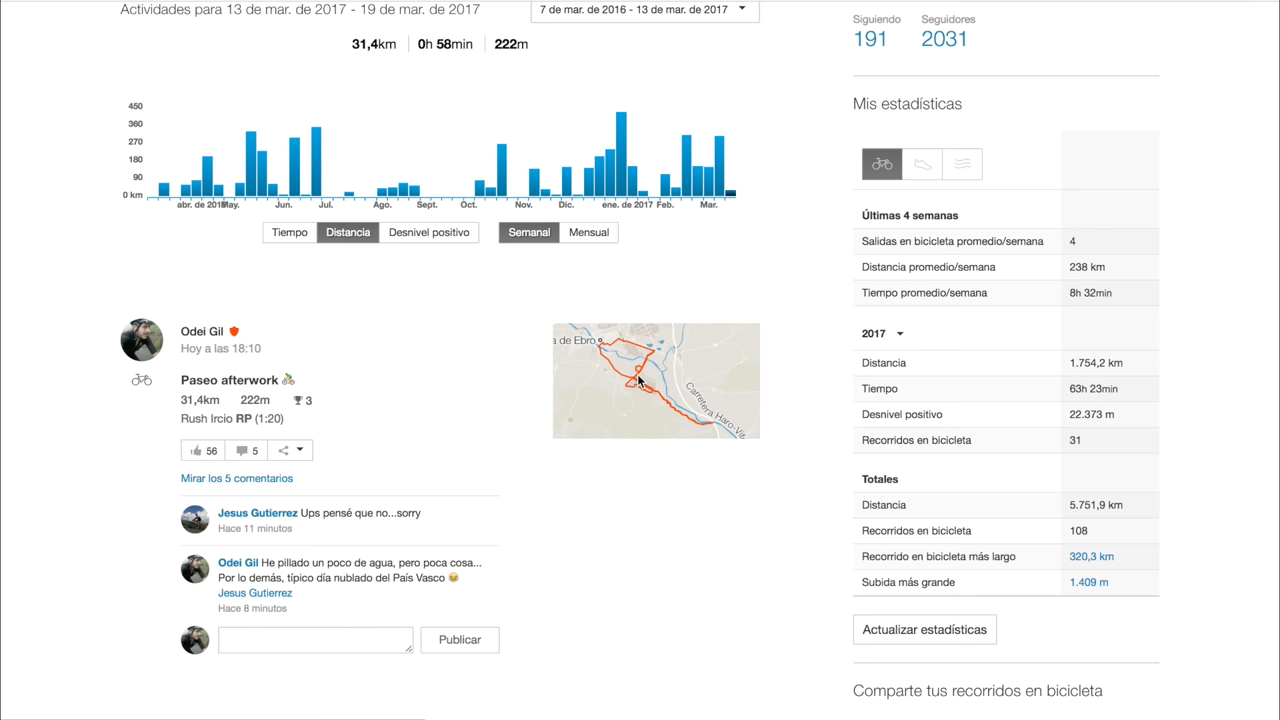 Actividades para 13 de mar. de 2017 - 19 de mar. de 2017
7 de mar. de 2016 - 13 de mar. de 2017
31,4km
0h 58min
222m
450
360
270
180
90
0 km
abr. de
May.
Jun.
Jul.
Ago.
Sept.
Oct.
Nov.
Dic.
ene. de 2017
Feb.
Mar.
Tiempo
Distancia
Desnivel positivo
Semanal
Mensual
Odei Gil
Hoy a las 18:10
Paseo afterwork
31,4km 222m 3
Rush Ircio RP (1:20)
56
5
Mirar los 5 comentarios
Jesus Gutierrez Ups pensé que no...sorry
Hace 11 minutos
Odei Gil He pillado un poco de agua, pero poca cosa...
Por lo demás, típico día nublado del País Vasco 😂
Jesus Gutierrez
Hace 8 minutos
Publicar
a de Ebro
Carretera Haro-Vit
Siguiendo
191
Seguidores
2031
Mis estadísticas
Últimas 4 semanas
Salidas en bicicleta promedio/semana 4
Distancia promedio/semana 238 km
Tiempo promedio/semana 8h 32min
2017
Distancia 1.754,2 km
Tiempo 63h 23min
Desnivel positivo 22.373 m
Recorridos en bicicleta 31
Totales
Distancia 5.751,9 km
Recorridos en bicicleta 108
Recorrido en bicicleta más largo 320,3 km
Subida más grande 1.409 m
Actualizar estadísticas
Comparte tus recorridos en bicicleta